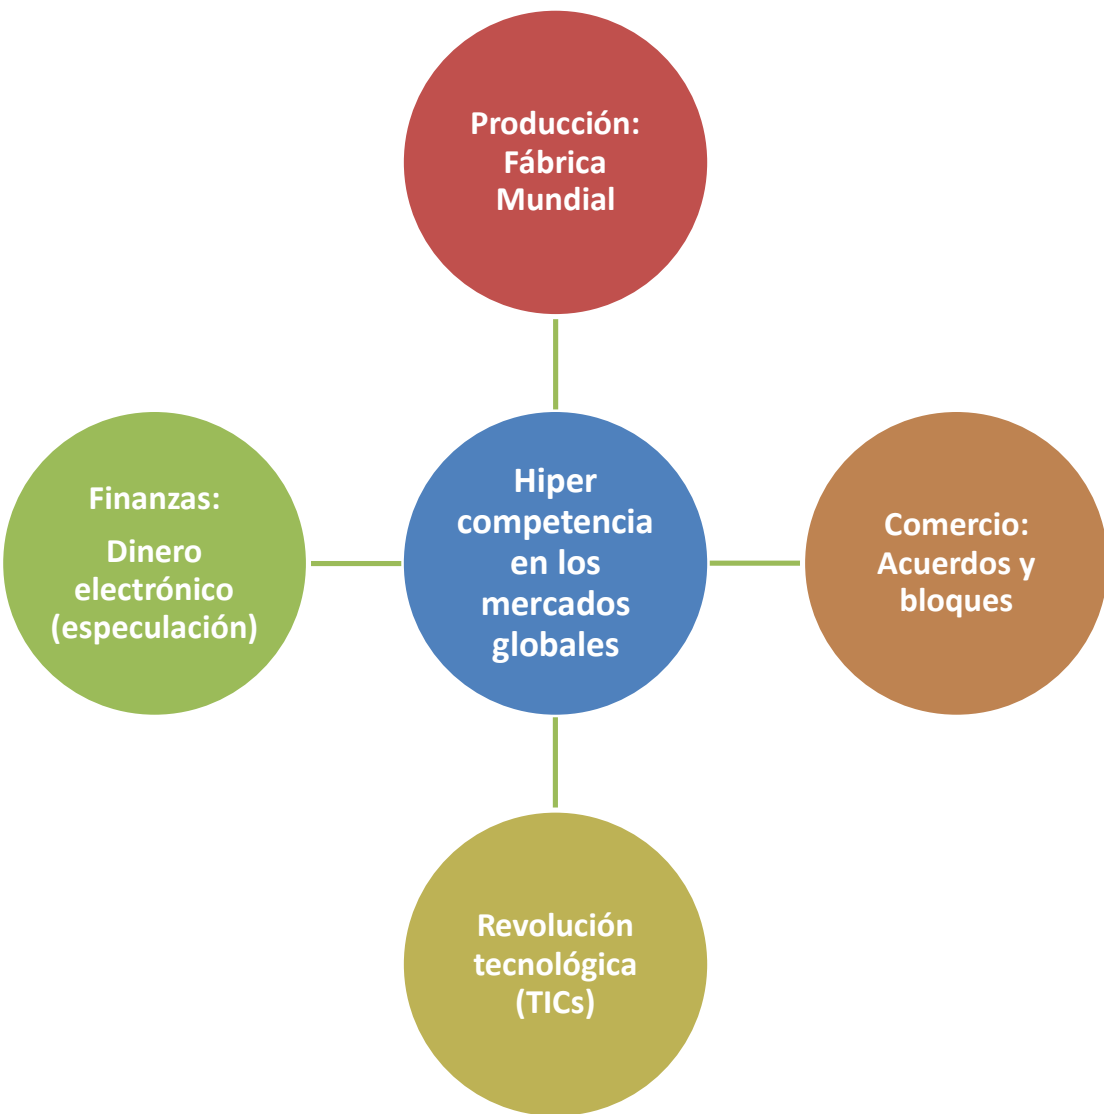 Producción:
Fábrica
Mundial
Finanzas:
Dinero
electrónico
(especulación)
Hiper
competencia
en los
mercados
globales
Comercio:
Acuerdos y
bloques
Revolución
tecnológica
(TICs)